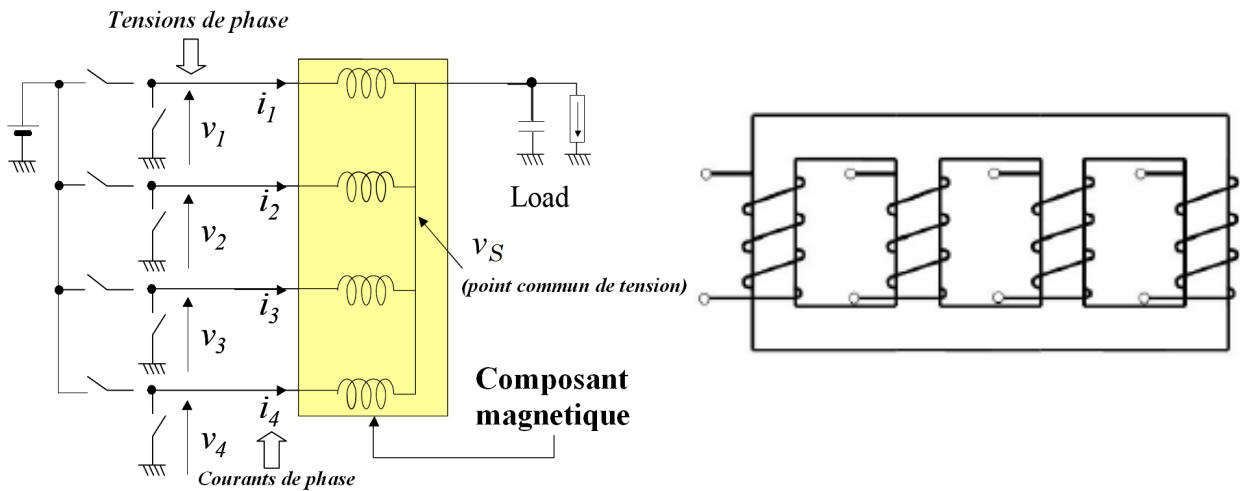 Tensions de phase
i1
v1
i2
v2
Load
vS
(point commun de tension)
i3
v3
Composant
magnetique
i4
v4
Courants de phase